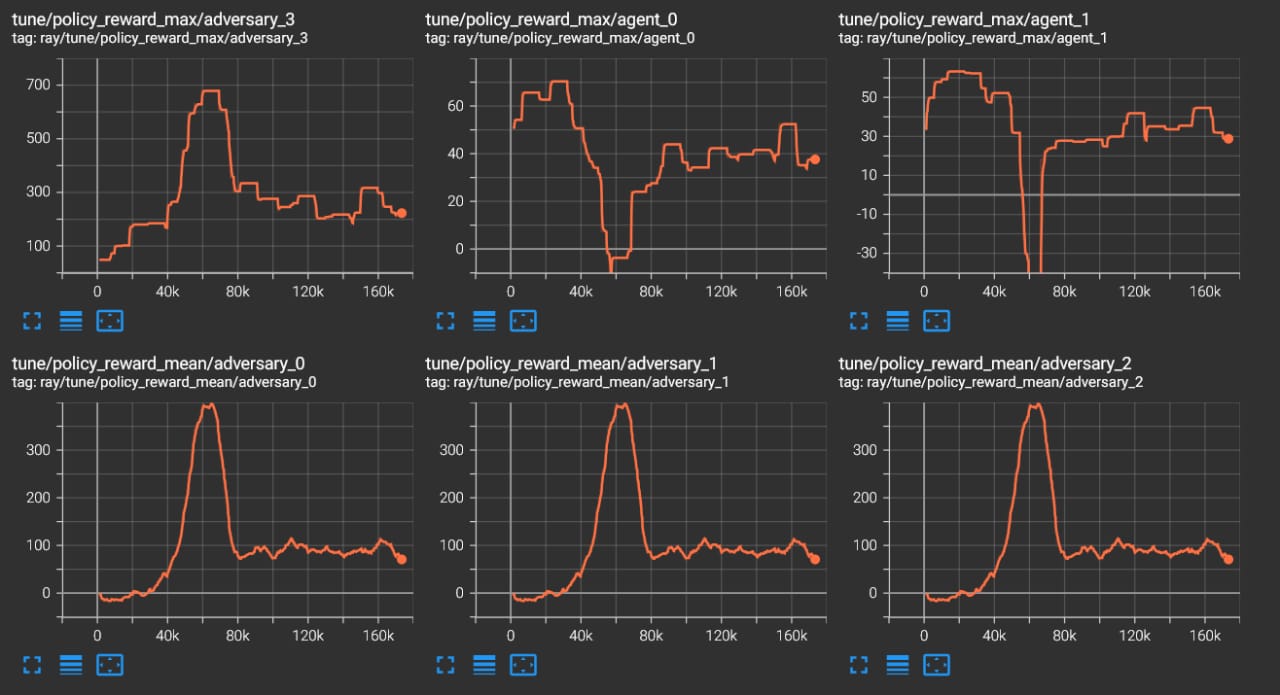 tune/policy_reward_max/adversary_3
tag: ray/tune/policy_reward_max/adversary_3
700
500
300
100
0
40k
80k
120k
160k
tune/policy_reward_max/agent_0
tag: ray/tune/policy_reward_max/agent_0
60
40
20
0
0
40k
80k
120k
160k
tune/policy_reward_max/agent_1
tag: ray/tune/policy_reward_max/agent_1
50
30
10
-10
-30
0
40k
80k
120k
160k
tune/policy_reward_mean/adversary_0
tag: ray/tune/policy_reward_mean/adversary_0
300
200
100
0
0
40k
80k
120k
160k
tune/policy_reward_mean/adversary_1
tag: ray/tune/policy_reward_mean/adversary_1
300
200
100
0
0
40k
80k
120k
160k
tune/policy_reward_mean/adversary_2
tag: ray/tune/policy_reward_mean/adversary_2
300
200
100
0
0
40k
80k
120k
160k